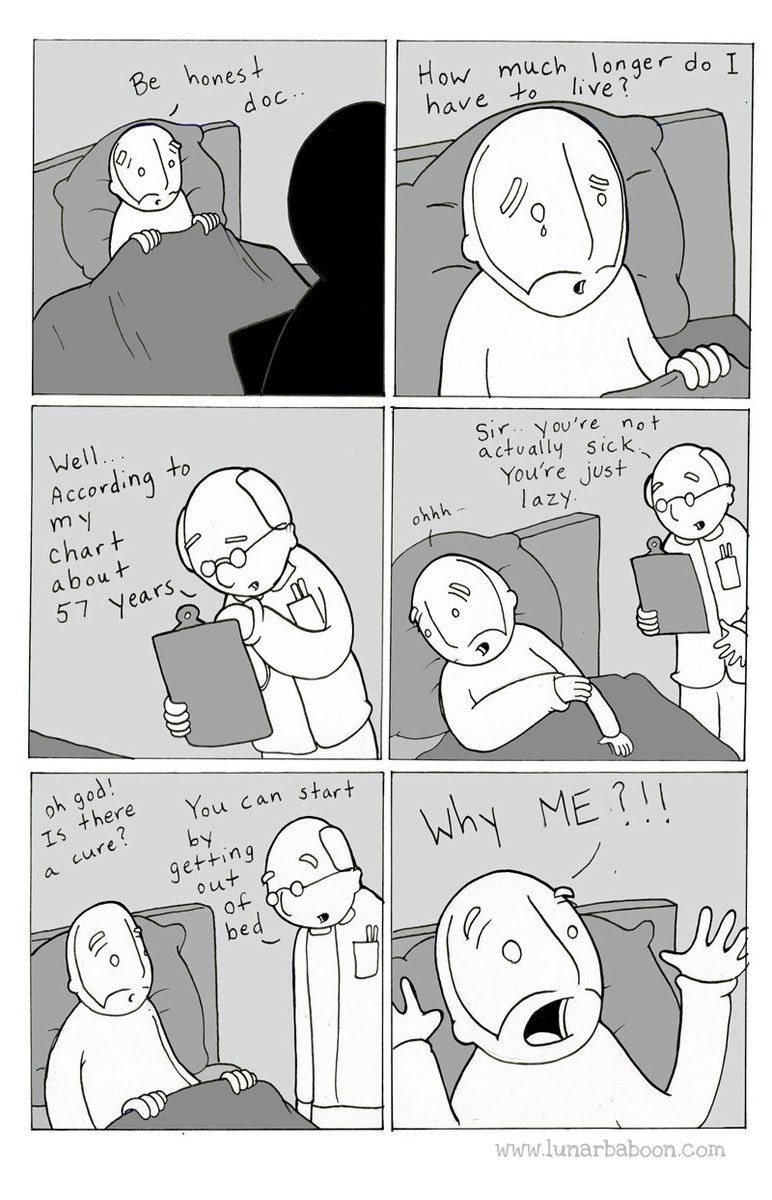 Be honest
doc..
How much longer do I
have to live?
Well...
According to
my
chart
about
57 years
Sir.. you're not
actually sick.
You're just
lazy.
ohhh..
oh god!
Is there
a cure?
You can start
by
getting
out
of
bed
Why ME?!!
www.lunarbaboon.com